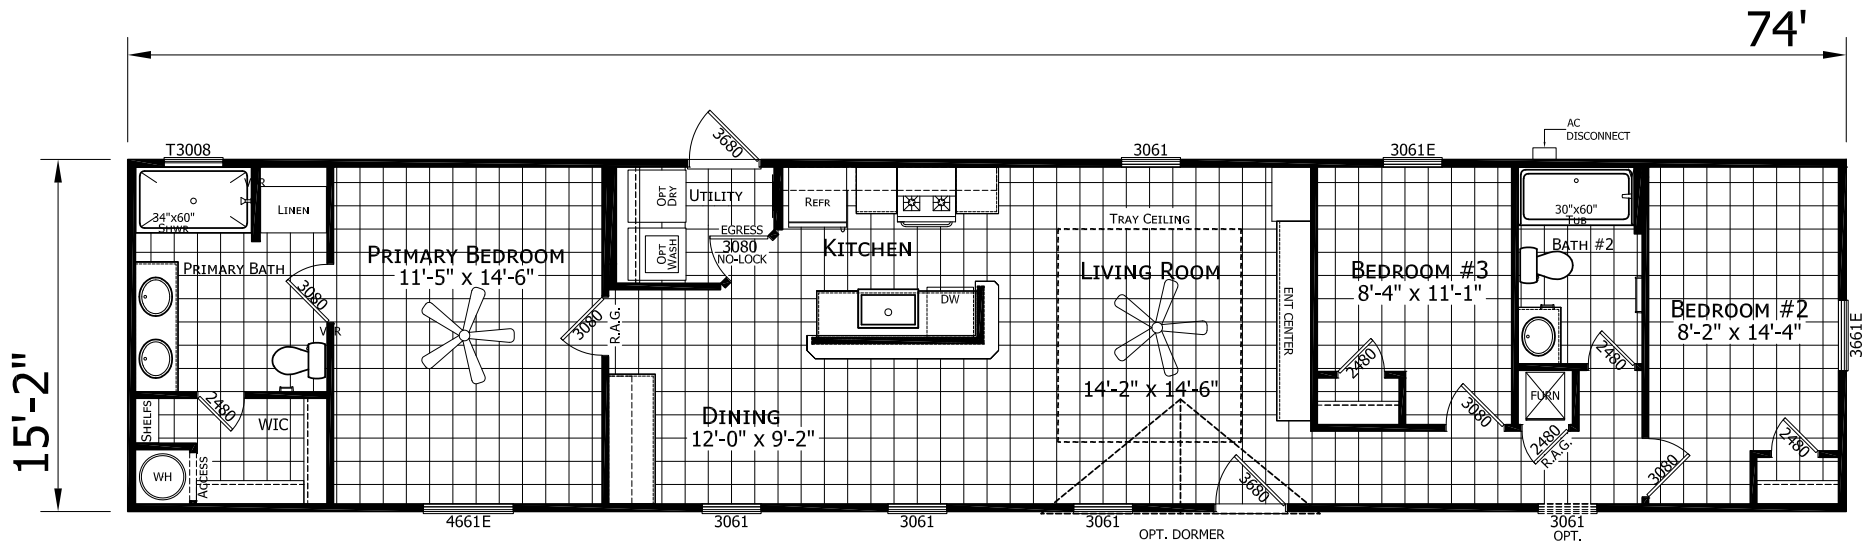 74'
15'-2"
T3008
3680
3061
3061E
AC
DISCONNECT
34"x60"
SHWR
VTR
LINEN
PRIMARY BATH
3080
VTR
2480
SHELFS
WIC
WH
ACCESS
PRIMARY BEDROOM
11'-5" x 14'-6"
4661E
3080
R.A.G.
OPT
DRY
UTILITY
OPT
WASH
EGRESS
3080
NO-LOCK
REFR
KITCHEN
DW
DINING
12'-0" x 9'-2"
3061
3061
TRAY CEILING
LIVING ROOM
14'-2" x 14'-6"
ENT CENTER
3061
OPT. DORMER
3680
BEDROOM #3
8'-4" x 11'-1"
2480
3080
30"x60"
TUB
BATH #2
2480
FURN
2480
R.A.G.
3061
OPT.
BEDROOM #2
8'-2" x 14'-4"
3661E
3080
2480